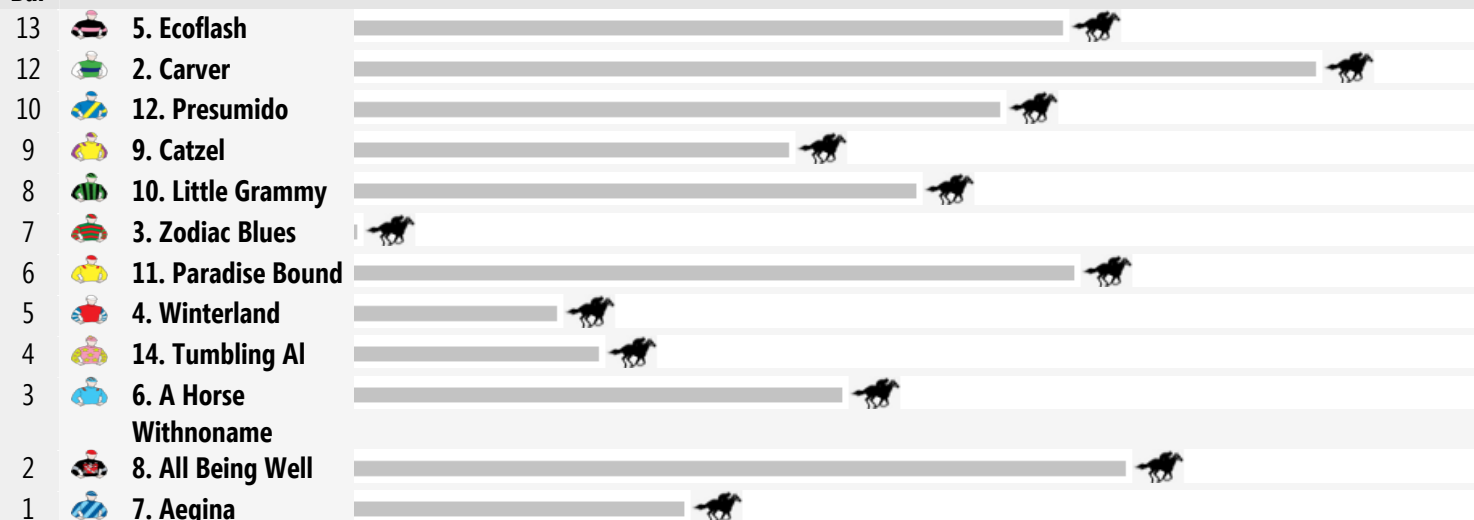 13 5. Ecoflash
12 2. Carver
10 12. Presumido
9 9. Catzel
8 10. Little Grammy
7 3. Zodiac Blues
6 11. Paradise Bound
5 4. Winterland
4 14. Tumbling Al
3 6. A Horse
Withnoname
2 8. All Being Well
1 7. Aegina